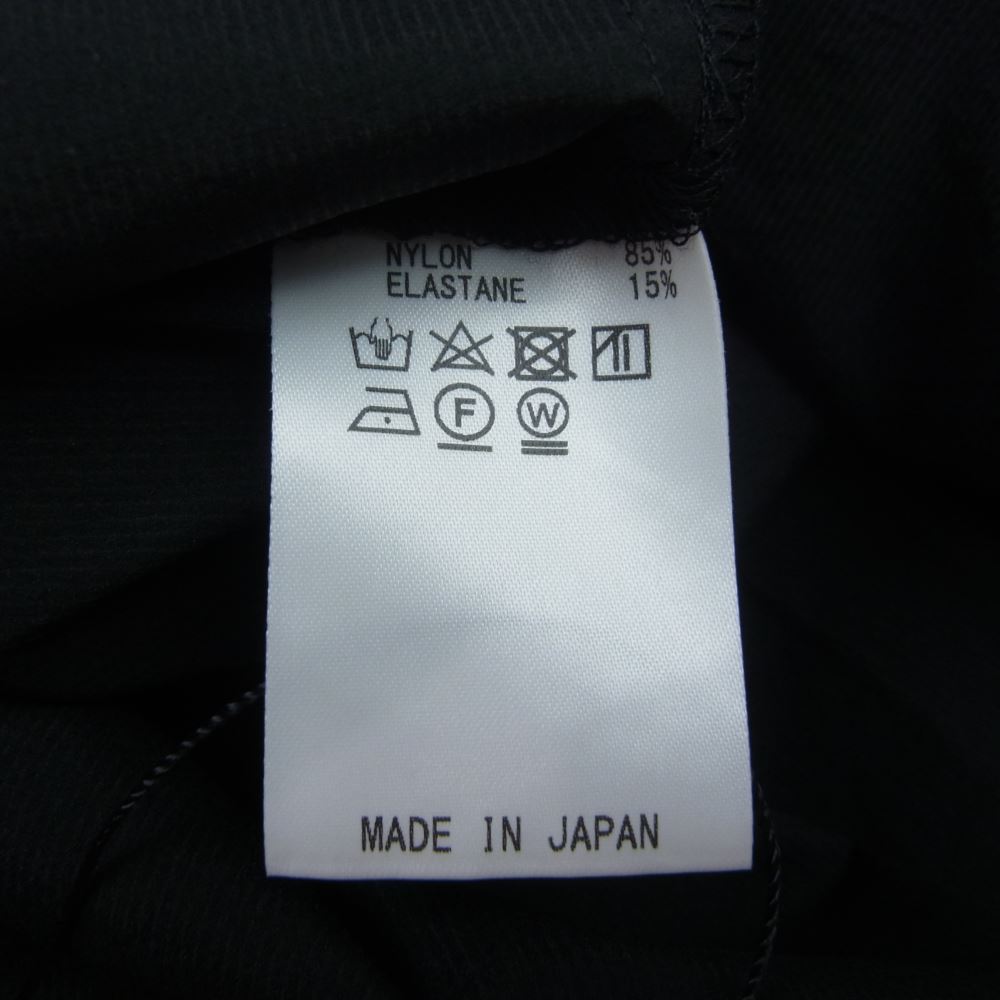 NYLON 85%
ELASTANE 15%
F W
MADE IN JAPAN